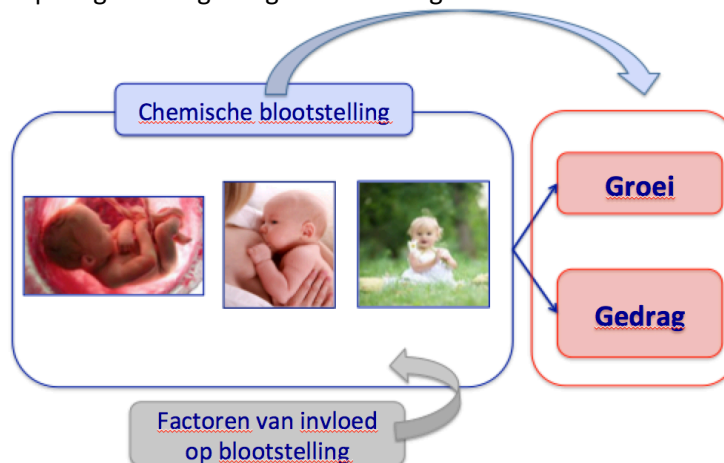 Chemische blootstelling
Groei
Gedrag
Factoren van invloed
op blootstelling